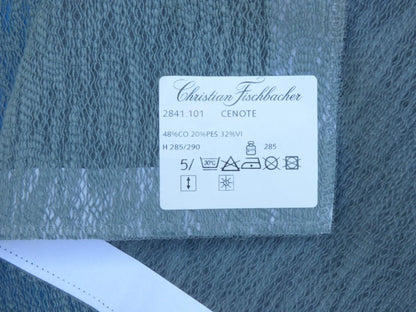 Christian Fischbacher
2841.101 CENOTE
48%CO 20%PES 32%VI
H 285/290 285
5/ 30°C